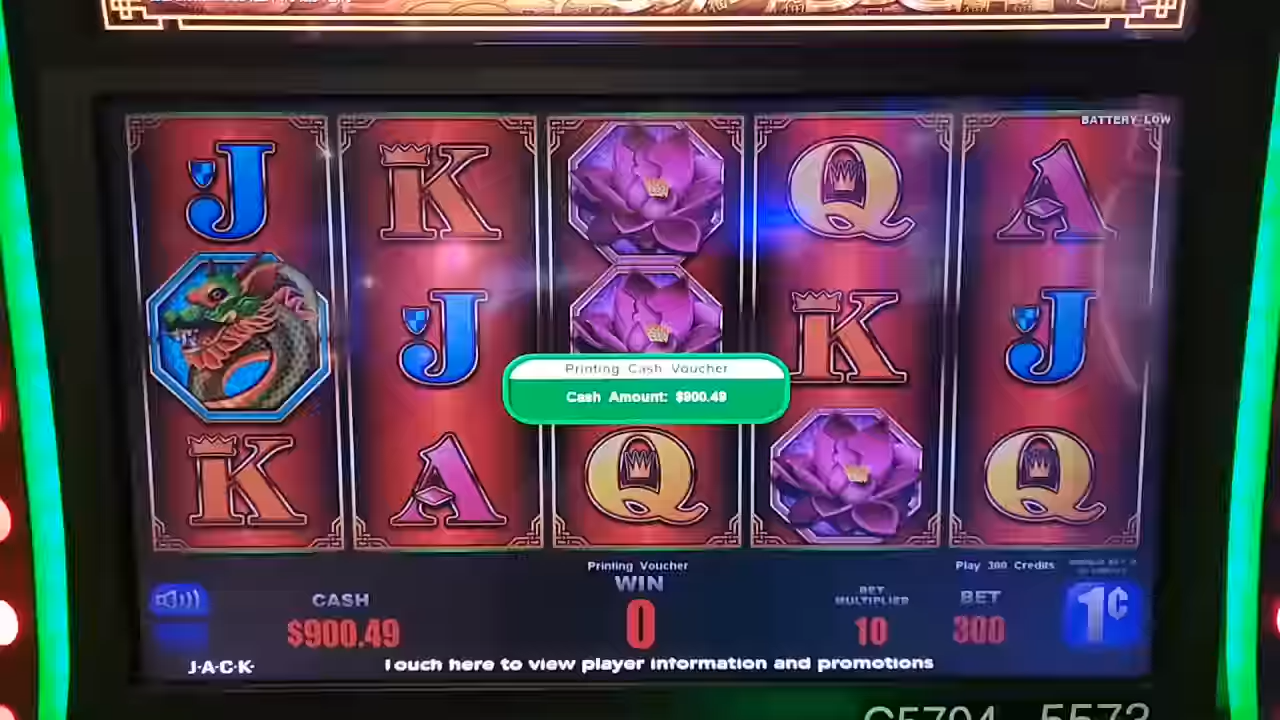 BATTERY LOW
J K Q A
J K J
Printing Cash Voucher
Cash Amount: $900.49
K A Q Q
Printing Voucher
Play 300 Credits
WIN
CASH
BET
MULTIPLIER
BET
1¢
$900.49
0
10
300
J·A·C·K·
Touch here to view player information and promotions